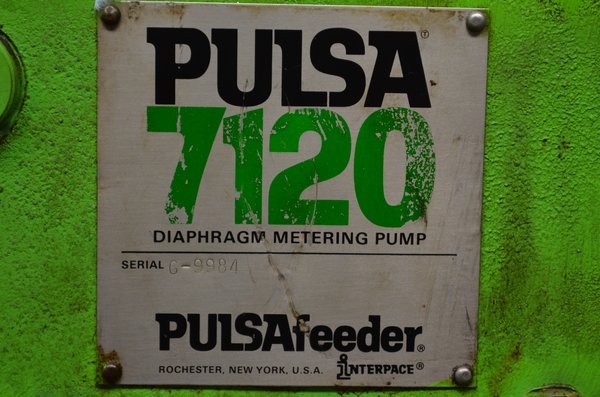 PULSA®
7120
DIAPHRAGM METERING PUMP
SERIAL G-9984
PULSAfeeder®
ROCHESTER, NEW YORK, U.S.A. INTERPACE®